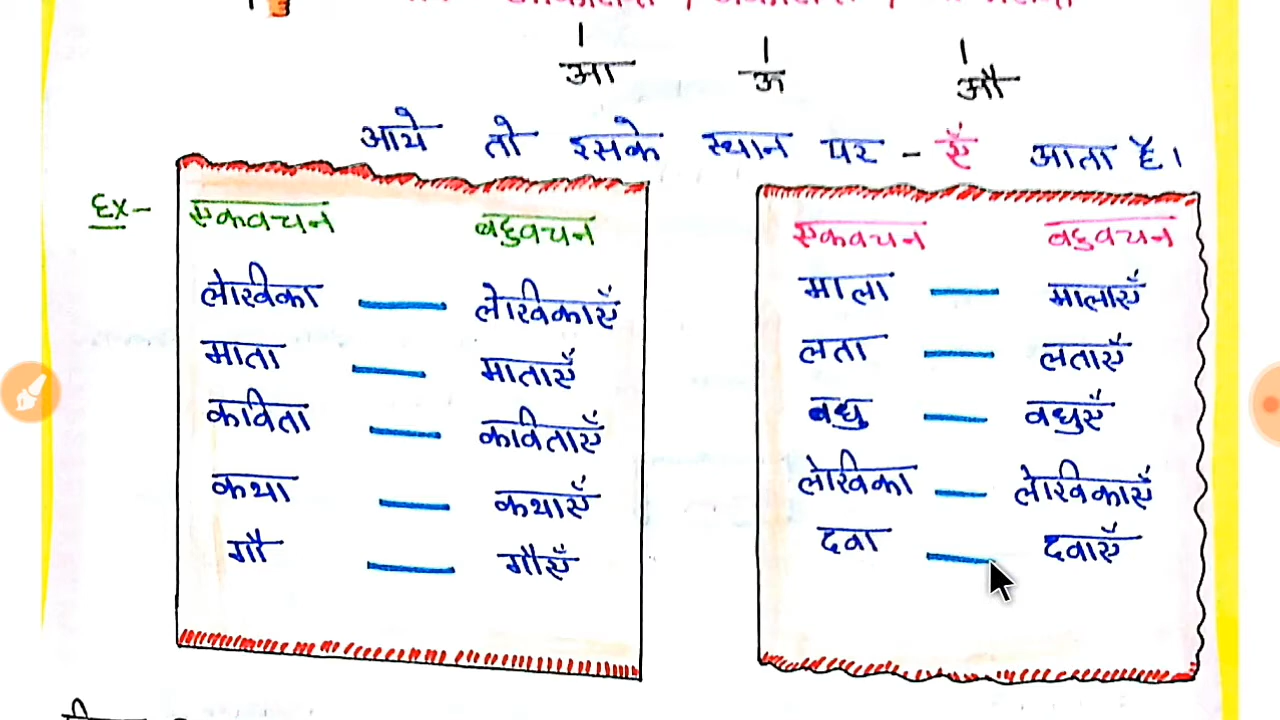 आ ऊ औ
आये तो इसके स्थान पर - एँ आता है।
Ex-
एकवचन बहुवचन
लेखिका — लेखिकाएँ
माता — माताएँ
कविता — कविताएँ
कथा — कथाएँ
गौ — गौएँ
एकवचन बहुवचन
माला — मालाएँ
लता — लताएँ
बधु — वधुएँ
लेखिका — लेखिकाएँ
दवा — दवाएँ